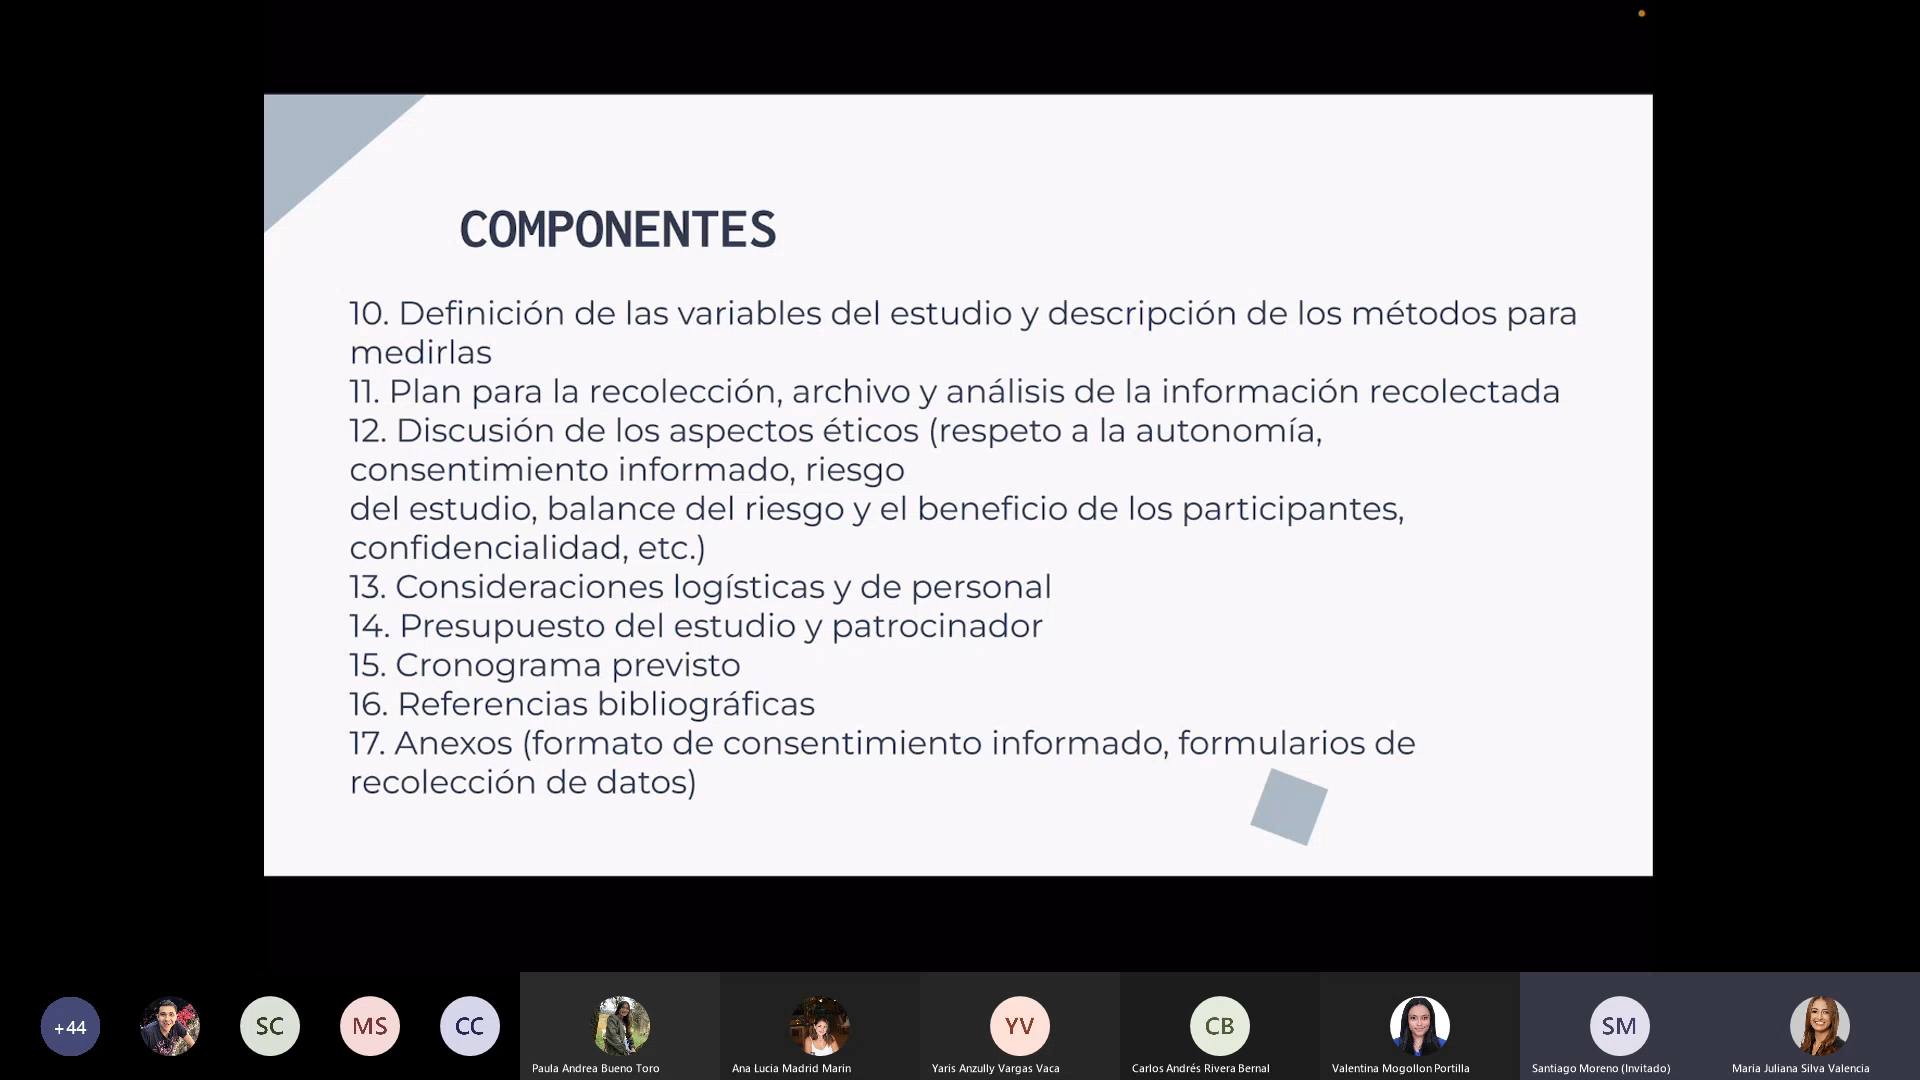 COMPONENTES
10. Definición de las variables del estudio y descripción de los métodos para
medirlas
11. Plan para la recolección, archivo y análisis de la información recolectada
12. Discusión de los aspectos éticos (respeto a la autonomía,
consentimiento informado, riesgo
del estudio, balance del riesgo y el beneficio de los participantes,
confidencialidad, etc.)
13. Consideraciones logísticas y de personal
14. Presupuesto del estudio y patrocinador
15. Cronograma previsto
16. Referencias bibliográficas
17. Anexos (formato de consentimiento informado, formularios de
recolección de datos)
+44
SC
MS
CC
YV
CB
SM
Paula Andrea Bueno Toro
Ana Lucia Madrid Marin
Yaris Anzully Vargas Vaca
Carlos Andrés Rivera Bernal
Valentina Mogollon Portilla
Santiago Moreno (Invitado)
Maria Juliana Silva Valencia